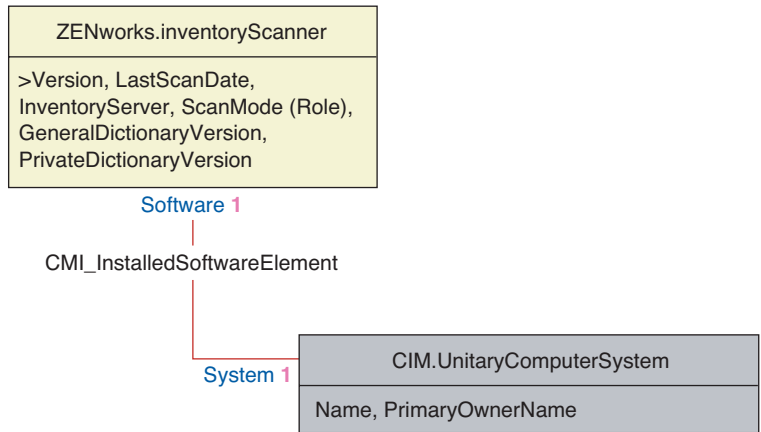 ZENworks.inventoryScanner
>Version, LastScanDate,
InventoryServer, ScanMode (Role),
GeneralDictionaryVersion,
PrivateDictionaryVersion
Software 1
CMI_InstalledSoftwareElement
System 1
CIM.UnitaryComputerSystem
Name, PrimaryOwnerName